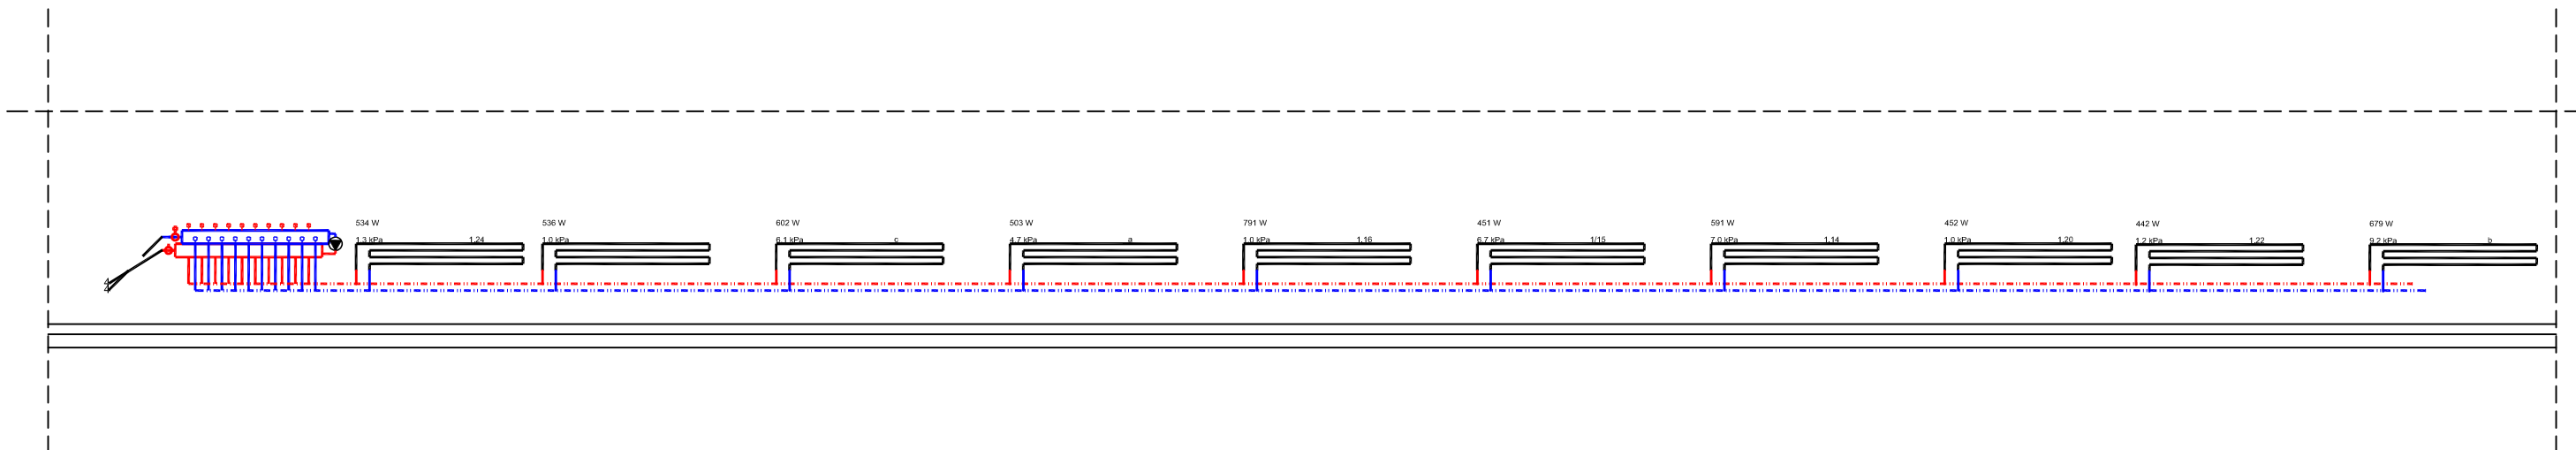 534 W
1.3 kPa 1.24
536 W
1.0 kPa
602 W
6.1 kPa c
503 W
4.7 kPa a
791 W
1.0 kPa 1.16
451 W
6.7 kPa 1/15
591 W
7.0 kPa 1.14
452 W
1.0 kPa 1.20
442 W
1.2 kPa 1.22
679 W
9.2 kPa b
4
4